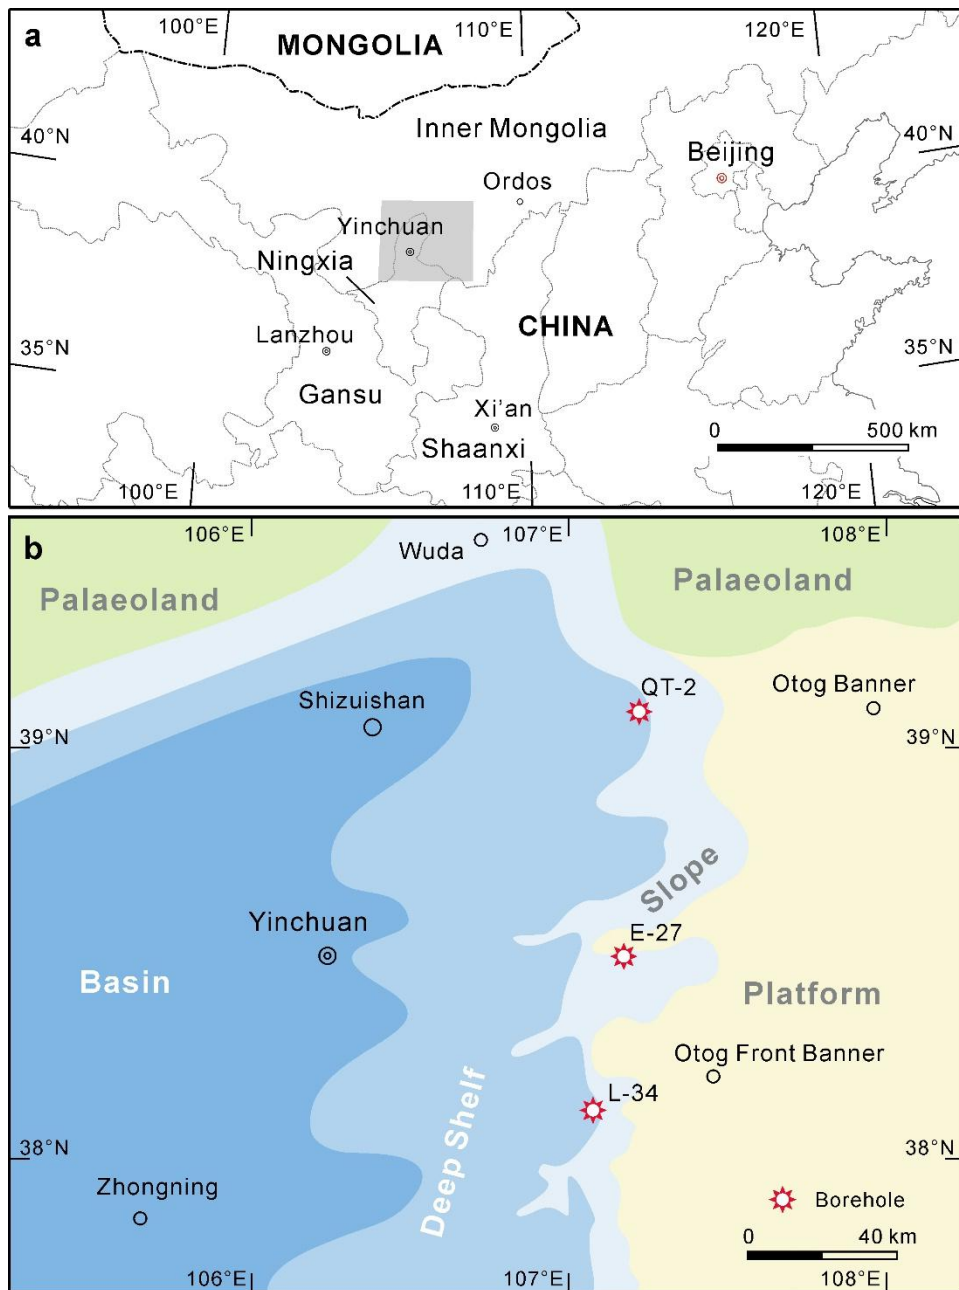 a
100°E
110°E
120°E
MONGOLIA
40°N
Inner Mongolia
40°N
Beijing
Ordos
Yinchuan
Ningxia
CHINA
35°N
Lanzhou
35°N
Gansu
Xi'an
Shaanxi
0 500 km
100°E
110°E
120°E
b
106°E
107°E
108°E
Wuda
Palaeoland
Palaeoland
QT-2
Otog Banner
Shizuishan
39°N
39°N
Slope
Yinchuan
E-27
Basin
Platform
Otog Front Banner
L-34
Deep Shelf
38°N
38°N
Zhongning
Borehole
0 40 km
106°E
107°E
108°E